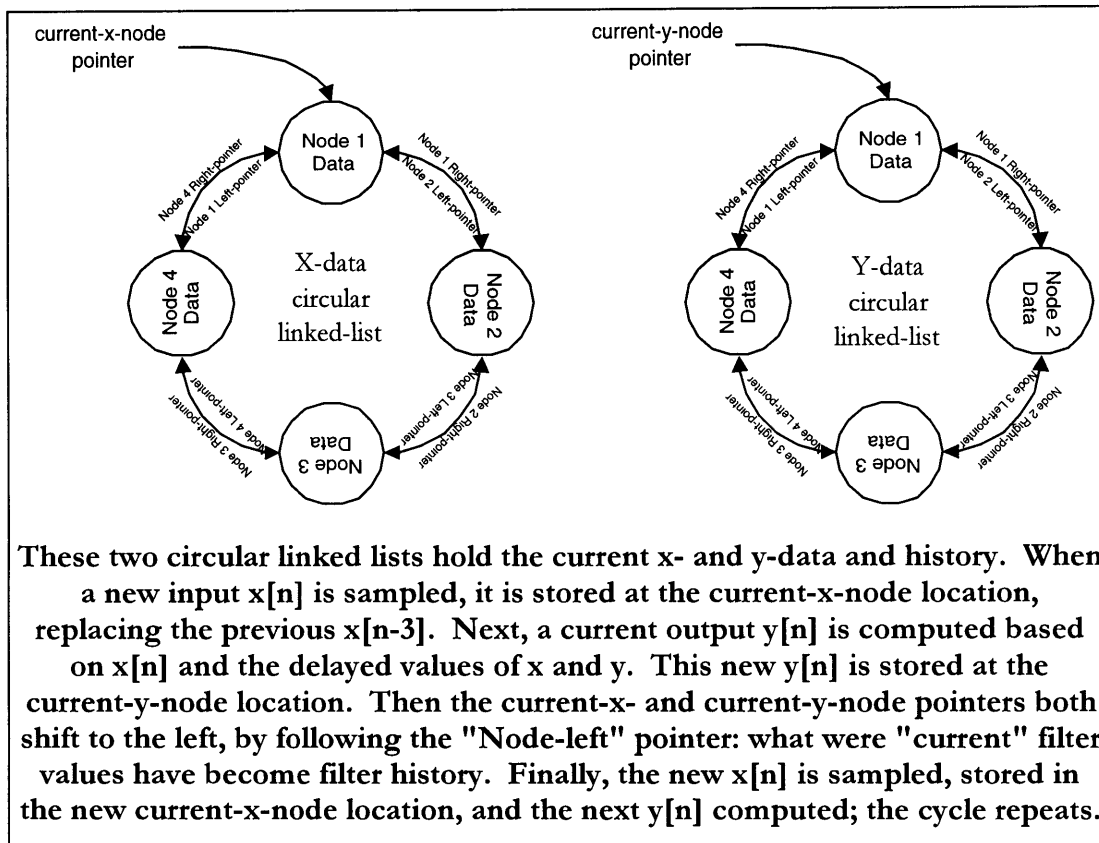 current-x-node
pointer
Node 1
Data
Node 4 Right-pointer
Node 1 Left-pointer
Node 1 Right-pointer
Node 2 Left-pointer
Node 4
Data
X-data
circular
linked-list
Node 2
Data
Node 4 Left-pointer
Node 3 Right-pointer
Node 3 Left-pointer
Node 2 Right-pointer
Node 3
Data
current-y-node
pointer
Node 1
Data
Node 4 Right-pointer
Node 1 Left-pointer
Node 1 Right-pointer
Node 2 Left-pointer
Node 4
Data
Y-data
circular
linked-list
Node 2
Data
Node 4 Left-pointer
Node 3 Right-pointer
Node 3 Left-pointer
Node 2 Right-pointer
Node 3
Data
These two circular linked lists hold the current x- and y-data and history. When
a new input x[n] is sampled, it is stored at the current-x-node location,
replacing the previous x[n-3]. Next, a current output y[n] is computed based
on x[n] and the delayed values of x and y. This new y[n] is stored at the
current-y-node location. Then the current-x- and current-y-node pointers both
shift to the left, by following the "Node-left" pointer: what were "current" filter
values have become filter history. Finally, the new x[n] is sampled, stored in
the new current-x-node location, and the next y[n] computed; the cycle repeats.